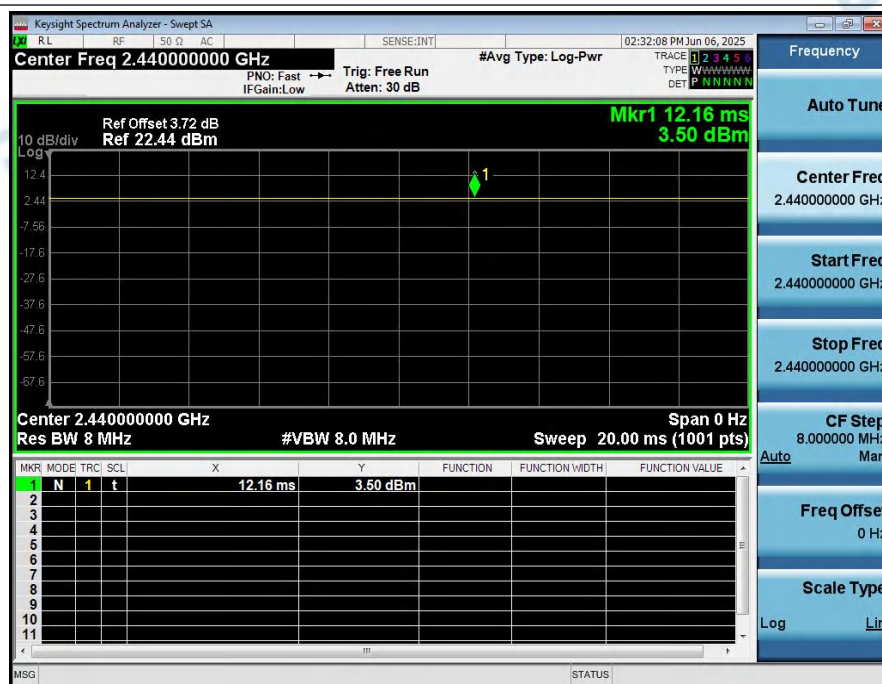 Keysight Spectrum Analyzer - Swept SA
LXI RL RF 50 Ω AC SENSE:INT 02:32:08 PM Jun 06, 2025
Center Freq 2.440000000 GHz #Avg Type: Log-Pwr TRACE 1 2 3 4 5 6
PNO: Fast Trig: Free Run TYPE WWWWWW
IFGain:Low Atten: 30 dB DET P N N N N N
Mkr1 12.16 ms
Ref Offset 3.72 dB
10 dB/div Ref 22.44 dBm 3.50 dBm
Log
1
12.4
2.44
-7.56
-17.6
-27.6
-37.6
-47.6
-57.6
-67.6
Center 2.440000000 GHz Span 0 Hz
Res BW 8 MHz #VBW 8.0 MHz Sweep 20.00 ms (1001 pts)
MKR MODE TRC SCL X Y FUNCTION FUNCTION WIDTH FUNCTION VALUE
1 N 1 t 12.16 ms 3.50 dBm
2
3
4
5
6
7
8
9
10
11
MSG STATUS
Frequency
Auto Tune
Center Freq
2.440000000 GHz
Start Freq
2.440000000 GHz
Stop Freq
2.440000000 GHz
CF Step
8.000000 MHz
Auto Man
Freq Offset
0 Hz
Scale Type
Log Lin